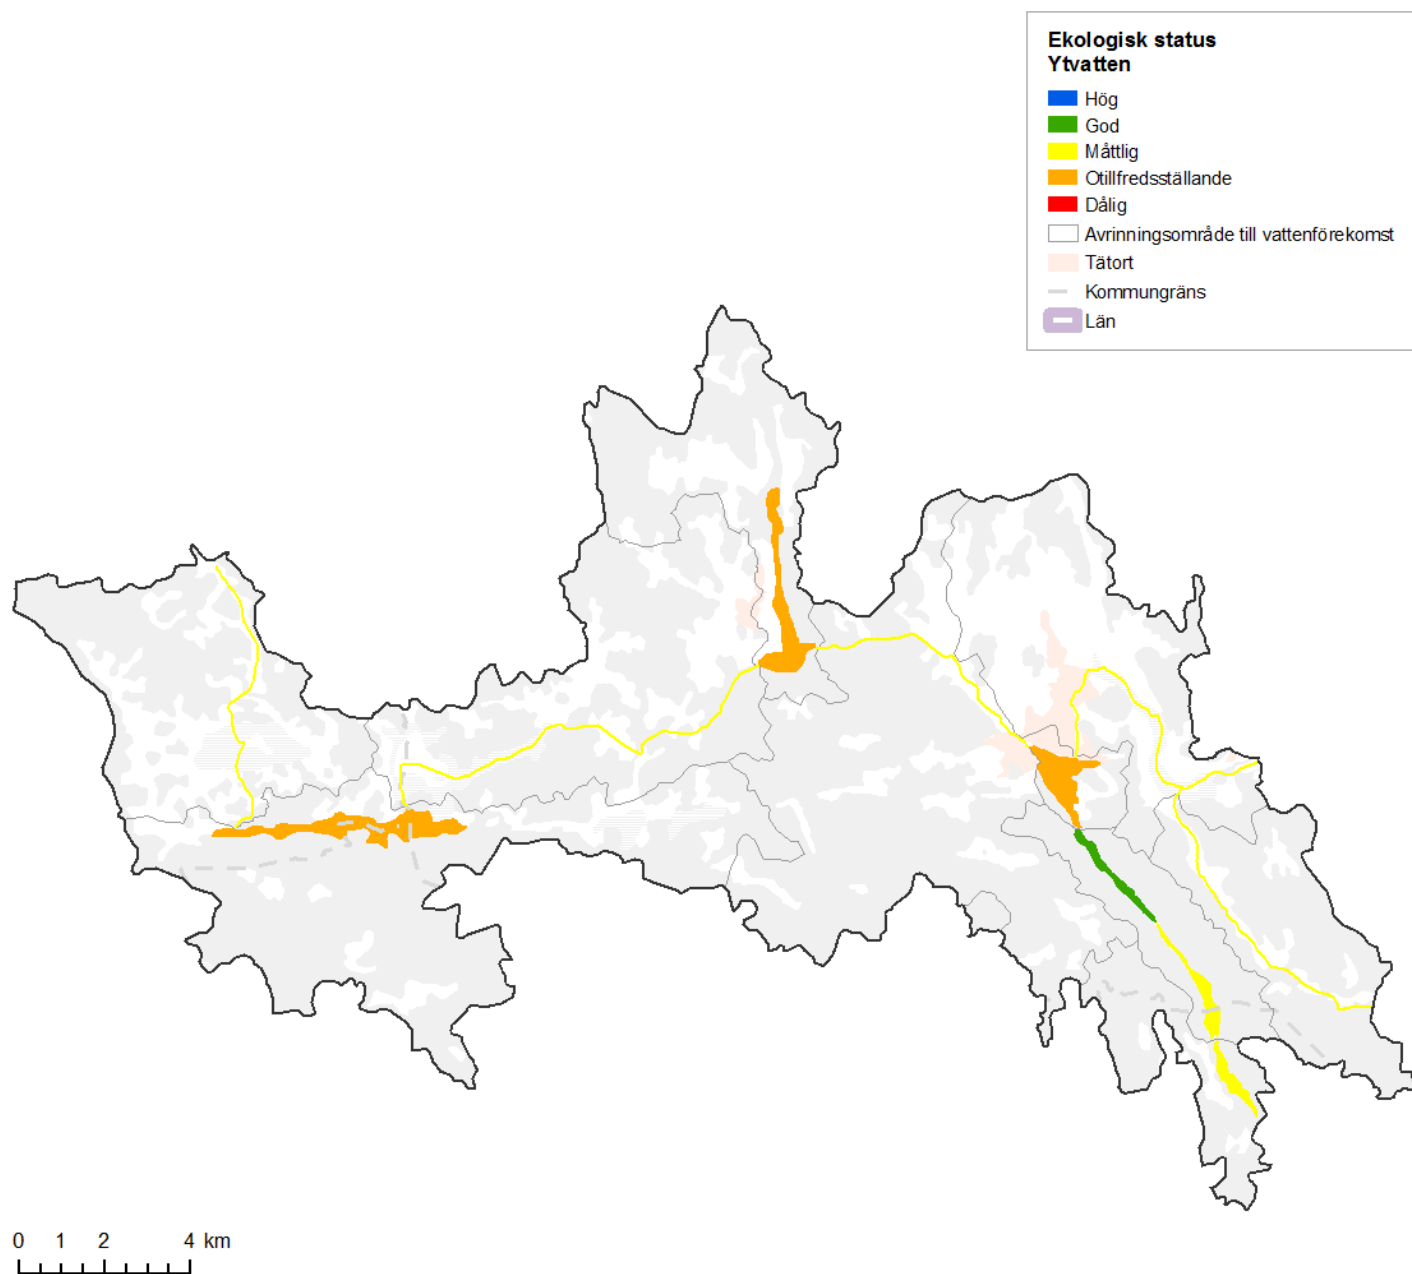 Ekologisk status
Ytvatten
Hög
God
Måttlig
Otillfredsställande
Dålig
Avrinningsområde till vattenförekomst
Tätort
Kommungräns
Län
0 1 2 4 km